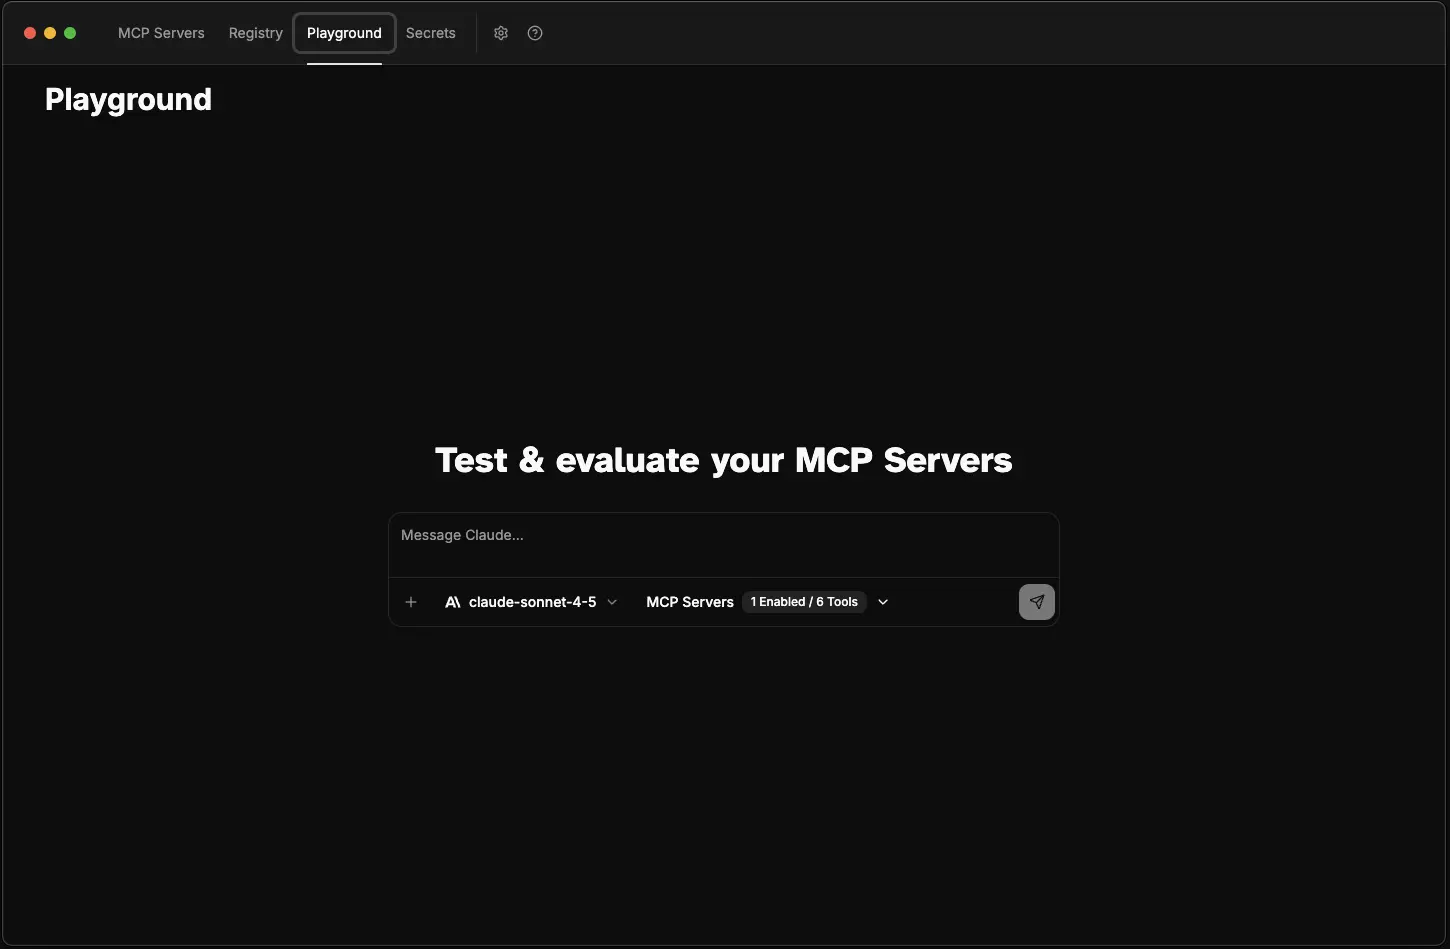 MCP Servers Registry Playground Secrets
Playground
Test & evaluate your MCP Servers
Message Claude...
claude-sonnet-4-5 MCP Servers 1 Enabled / 6 Tools